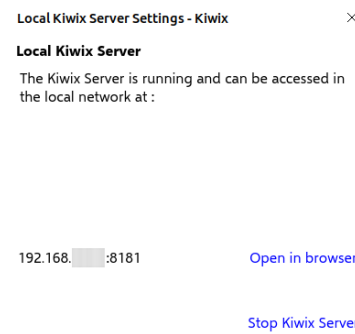 Local Kiwix Server Settings - Kiwix
Local Kiwix Server
The Kiwix Server is running and can be accessed in
the local network at :
192.168. :8181
Open in browser
Stop Kiwix Server